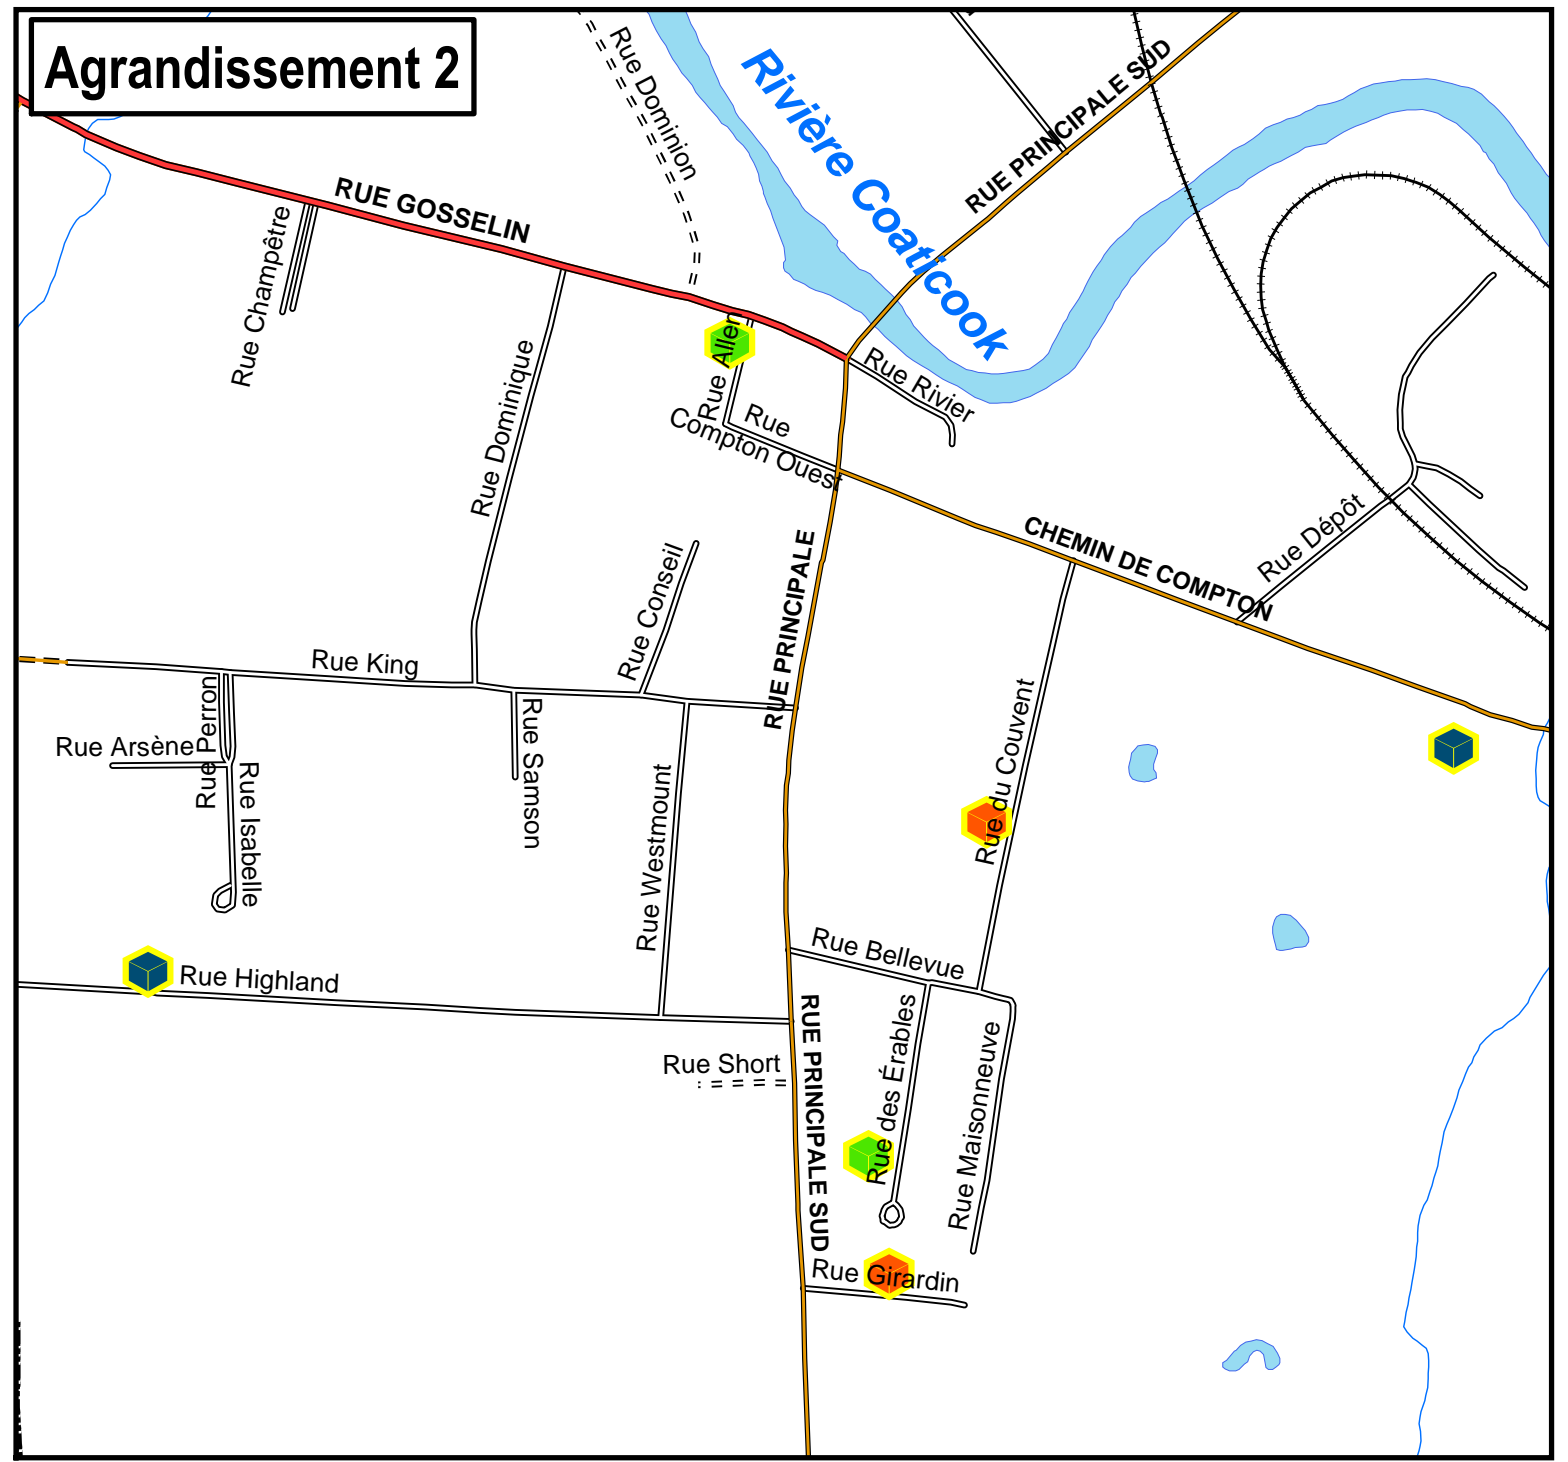 Agrandissement 2
Rue Dominion
Rivière Coaticook
RUE PRINCIPALE SUD
RUE GOSSELIN
Rue Champêtre
Rue Dominique
Rue Allen
Rue Rivier
Rue
Compton Ouest
CHEMIN DE COMPTON
Rue Dépôt
Rue Conseil
RUE PRINCIPALE
Rue King
Rue Perron
Rue Arsène
Rue Isabelle
Rue Samson
Rue Westmount
Rue du Couvent
Rue Bellevue
Rue Highland
Rue Short
RUE PRINCIPALE SUD
Rue des Érables
Rue Maisonneuve
Rue Girardin